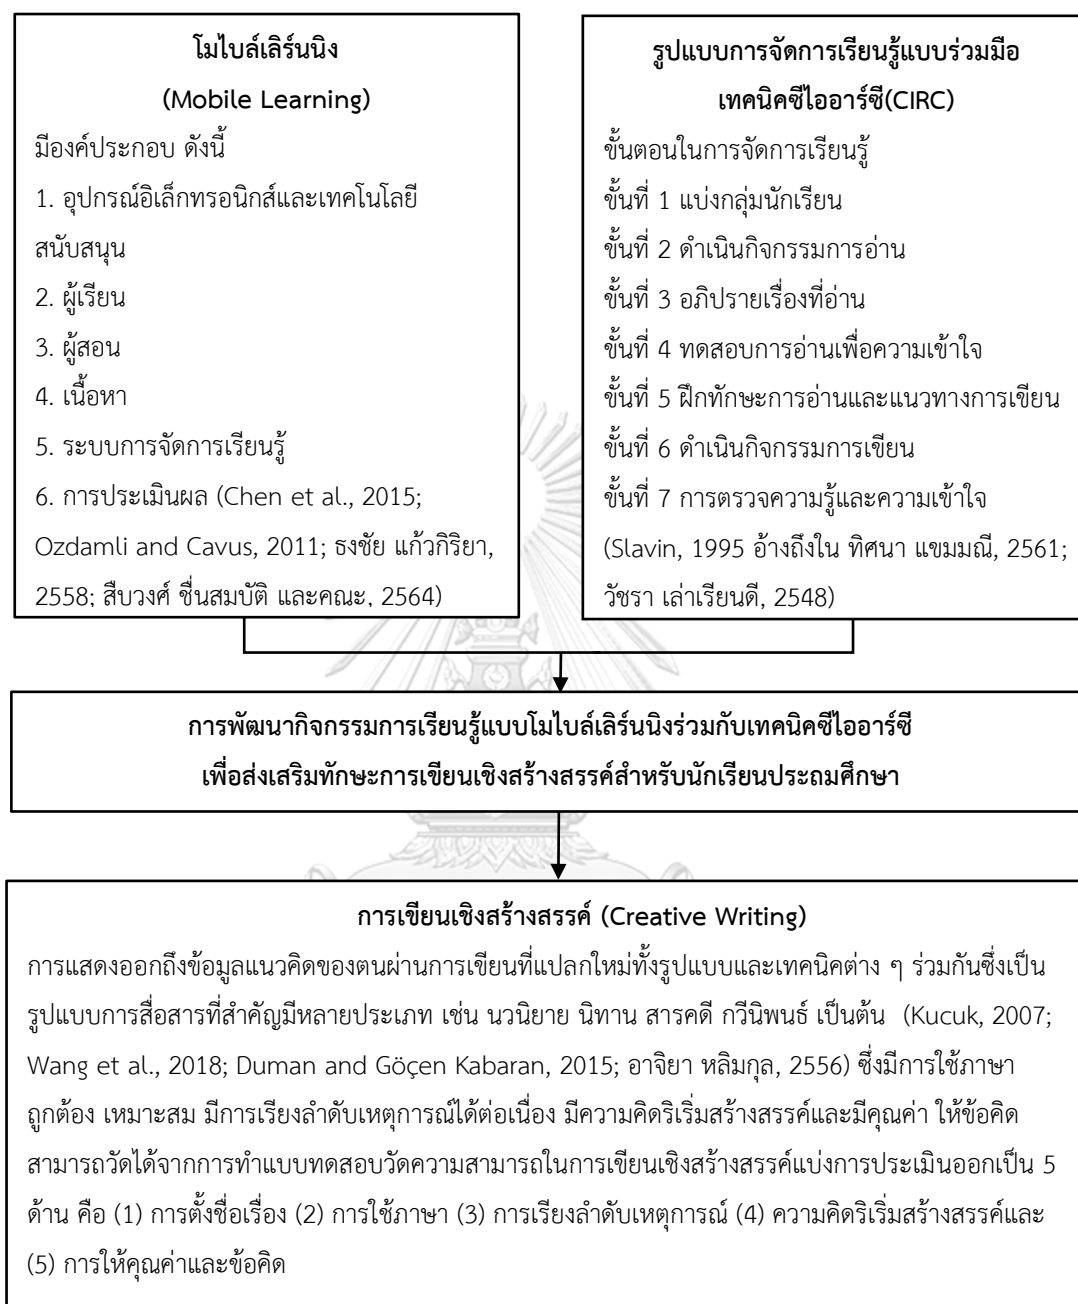 โมไบล์เลิร์นนิง
(Mobile Learning)
มีองค์ประกอบ ดังนี้
1. อุปกรณ์อิเล็กทรอนิกส์และเทคโนโลยี
สนับสนุน
2. ผู้เรียน
3. ผู้สอน
4. เนื้อหา
5. ระบบการจัดการเรียนรู้
6. การประเมินผล (Chen et al., 2015;
Ozdamli and Cavus, 2011; ธงชัย แก้วกิริยา,
2558; สืบวงศ์ ชื่นสมบัติ และคณะ, 2564)
รูปแบบการจัดการเรียนรู้แบบร่วมมือ
เทคนิคซีไออาร์ซี(CIRC)
ขั้นตอนในการจัดการเรียนรู้
ขั้นที่ 1 แบ่งกลุ่มนักเรียน
ขั้นที่ 2 ดำเนินกิจกรรมการอ่าน
ขั้นที่ 3 อภิปรายเรื่องที่อ่าน
ขั้นที่ 4 ทดสอบการอ่านเพื่อความเข้าใจ
ขั้นที่ 5 ฝึกทักษะการอ่านและแนวทางการเขียน
ขั้นที่ 6 ดำเนินกิจกรรมการเขียน
ขั้นที่ 7 การตรวจความรู้และความเข้าใจ
(Slavin, 1995 อ้างถึงใน ทิศนา แขมมณี, 2561;
วัชรา เล่าเรียนดี, 2548)
การพัฒนากิจกรรมการเรียนรู้แบบโมไบล์เลิร์นนิงร่วมกับเทคนิคซีไออาร์ซี
เพื่อส่งเสริมทักษะการเขียนเชิงสร้างสรรค์สำหรับนักเรียนประถมศึกษา
การเขียนเชิงสร้างสรรค์ (Creative Writing)
การแสดงออกถึงข้อมูลแนวคิดของตนผ่านการเขียนที่แปลกใหม่ทั้งรูปแบบและเทคนิคต่าง ๆ ร่วมกันซึ่งเป็น
รูปแบบการสื่อสารที่สำคัญมีหลายประเภท เช่น นวนิยาย นิทาน สารคดี กวีนิพนธ์ เป็นต้น (Kucuk, 2007;
Wang et al., 2018; Duman and Göçen Kabaran, 2015; อาจิยา หลิมกุล, 2556) ซึ่งมีการใช้ภาษา
ถูกต้อง เหมาะสม มีการเรียงลำดับเหตุการณ์ได้ต่อเนื่อง มีความคิดริเริ่มสร้างสรรค์และมีคุณค่า ให้ข้อคิด
สามารถวัดได้จากการทำแบบทดสอบวัดความสามารถในการเขียนเชิงสร้างสรรค์แบ่งการประเมินออกเป็น 5
ด้าน คือ (1) การตั้งชื่อเรื่อง (2) การใช้ภาษา (3) การเรียงลำดับเหตุการณ์ (4) ความคิดริเริ่มสร้างสรรค์และ
(5) การให้คุณค่าและข้อคิด